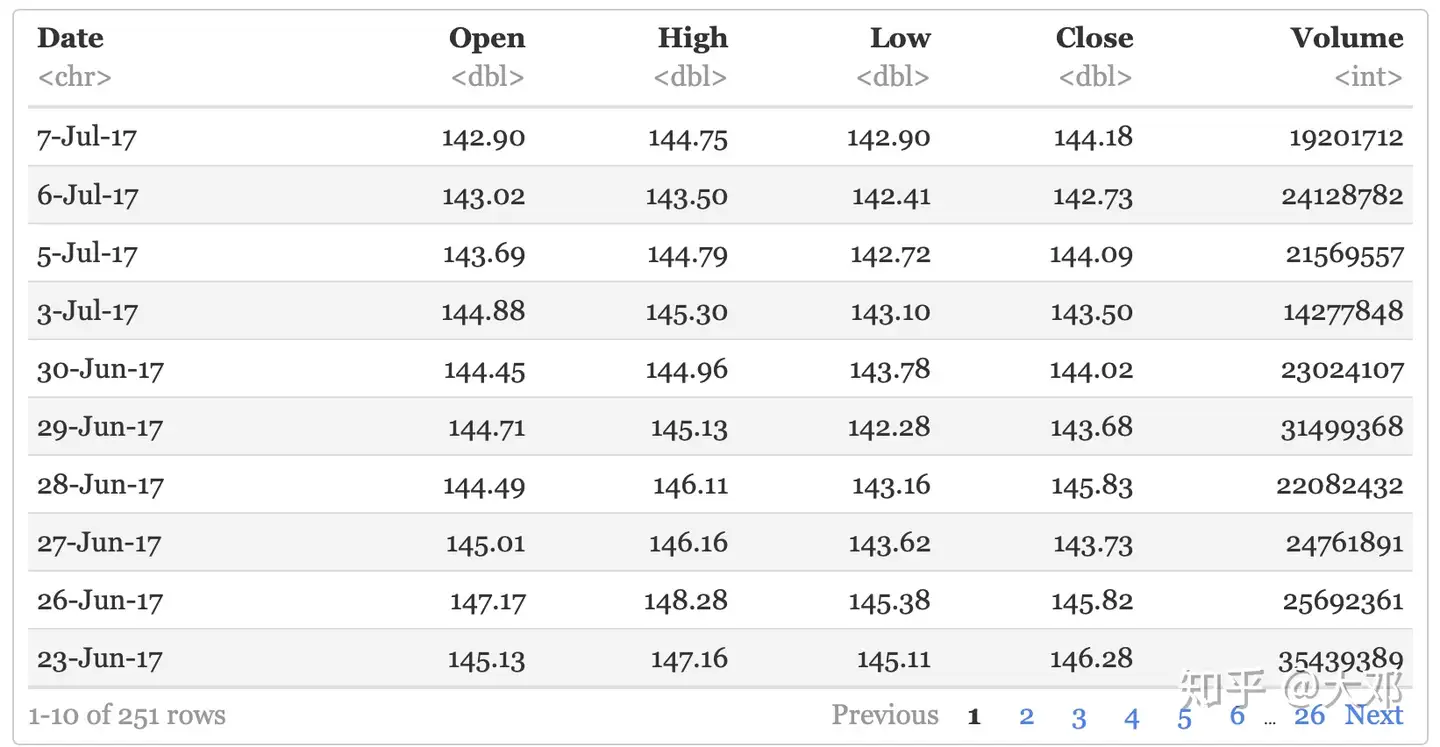 Date Open High Low Close Volume
<chr> <dbl> <dbl> <dbl> <dbl> <int>
7-Jul-17 142.90 144.75 142.90 144.18 19201712
6-Jul-17 143.02 143.50 142.41 142.73 24128782
5-Jul-17 143.69 144.79 142.72 144.09 21569557
3-Jul-17 144.88 145.30 143.10 143.50 14277848
30-Jun-17 144.45 144.96 143.78 144.02 23024107
29-Jun-17 144.71 145.13 142.28 143.68 31499368
28-Jun-17 144.49 146.11 143.16 145.83 22082432
27-Jun-17 145.01 146.16 143.62 143.73 24761891
26-Jun-17 147.17 148.28 145.38 145.82 25692361
23-Jun-17 145.13 147.16 145.11 146.28 35439389
1-10 of 251 rows Previous 1 2 3 4 5 6 ... 26 Next
知乎 @大邓